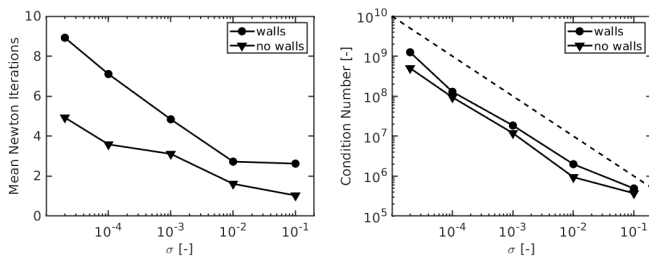 10
8
6
4
2
0
Mean Newton Iterations
10^-4
10^-3
10^-2
10^-1
σ [-]
walls
no walls
10^10
10^9
10^8
10^7
10^6
10^5
Condition Number [-]
10^-4
10^-3
10^-2
10^-1
σ [-]
walls
no walls